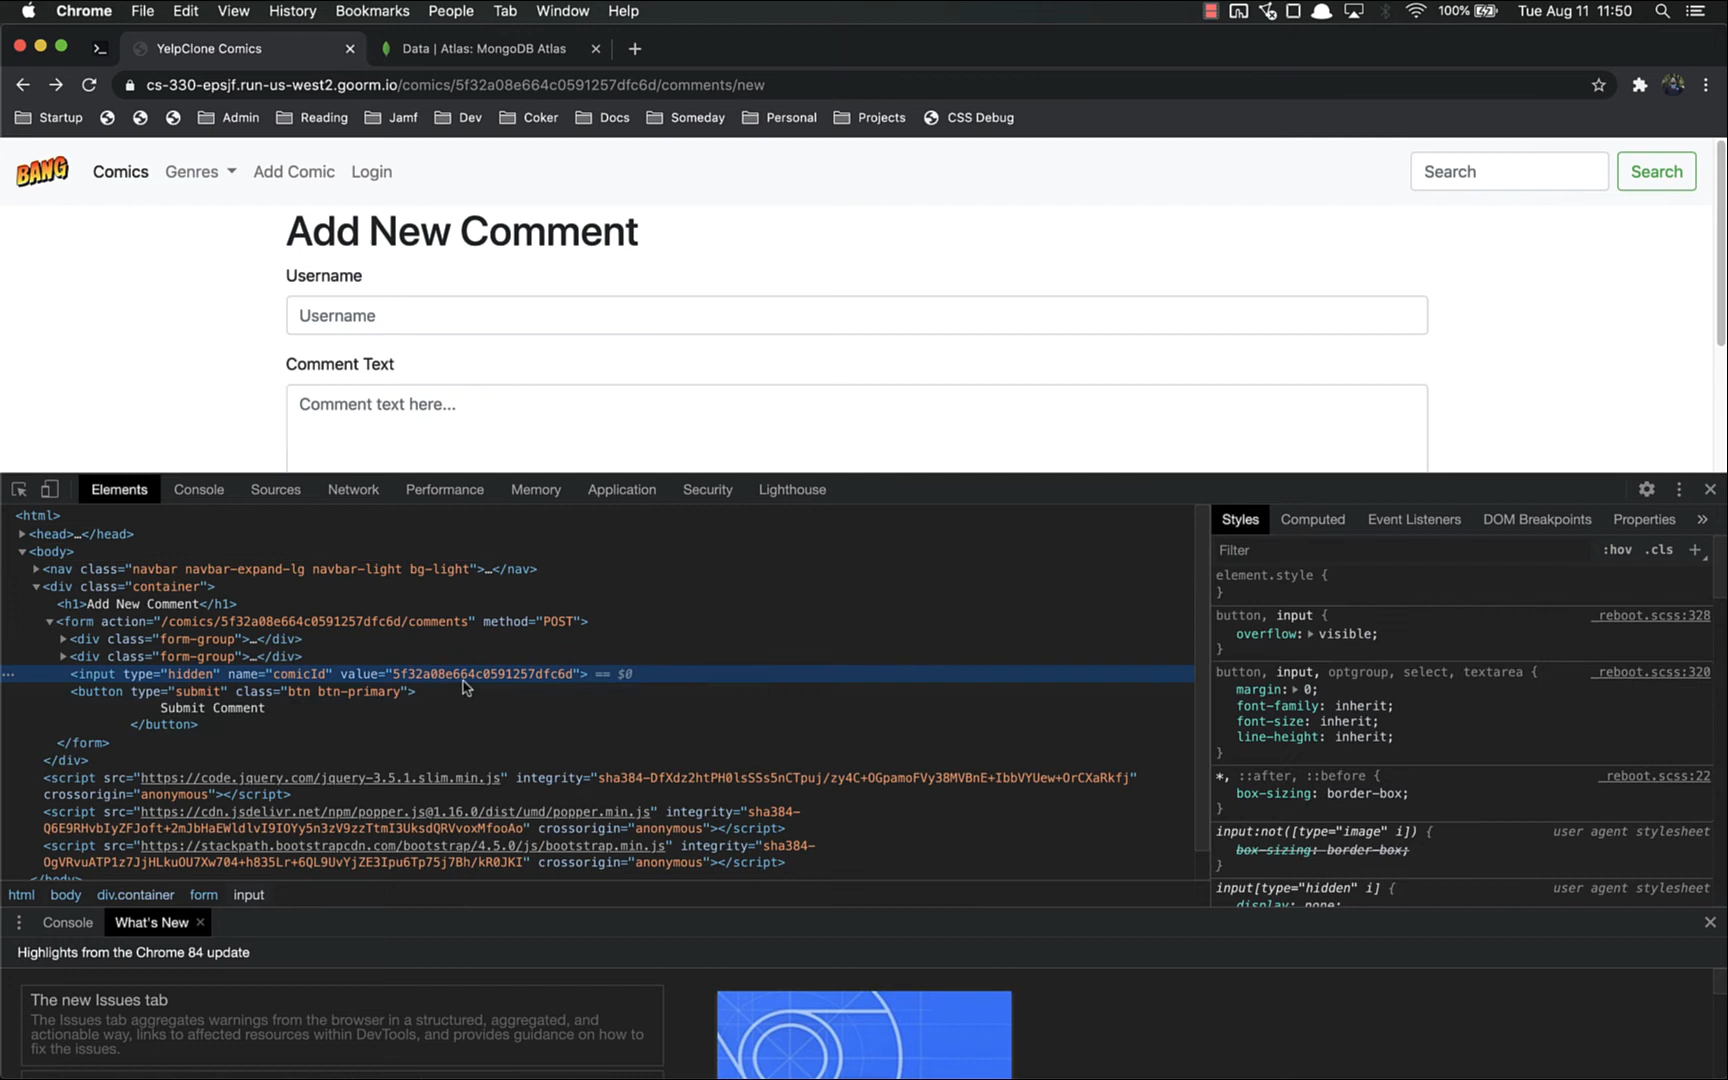 Chrome File Edit View History Bookmarks People Tab Window Help 100% Tue Aug 11 11:50
YelpClone Comics Data | Atlas: MongoDB Atlas
cs-330-epsjf.run-us-west2.goorm.io/comics/5f32a08e664c0591257dfc6d/comments/new
Startup Admin Reading Jamf Dev Coker Docs Someday Personal Projects CSS Debug
BANG Comics Genres Add Comic Login Search Search
Add New Comment
Username
Username
Comment Text
Comment text here...
Elements Console Sources Network Performance Memory Application Security Lighthouse
<html>
<head>…</head>
<body>
<nav class="navbar navbar-expand-lg navbar-light bg-light">…</nav>
<div class="container">
<h1>Add New Comment</h1>
<form action="/comics/5f32a08e664c0591257dfc6d/comments" method="POST">
<div class="form-group">…</div>
<div class="form-group">…</div>
<input type="hidden" name="comicId" value="5f32a08e664c0591257dfc6d"> == $0
<button type="submit" class="btn btn-primary">
Submit Comment
</button>
</form>
</div>
<script src="https://code.jquery.com/jquery-3.5.1.slim.min.js" integrity="sha384-DfXdz2htPH0lsSSs5nCTpuj/zy4C+OGpamoFVy38MVBnE+IbbVYUew+OrCXaRkfj"
crossorigin="anonymous"></script>
<script src="https://cdn.jsdelivr.net/npm/popper.js@1.16.0/dist/umd/popper.min.js" integrity="sha384-
Q6E9RHvbIyZFJoft+2mJbHaEWldlvI9IOYy5n3zV9zzTtmI3UksdQRVvoxMfooAo" crossorigin="anonymous"></script>
<script src="https://stackpath.bootstrapcdn.com/bootstrap/4.5.0/js/bootstrap.min.js" integrity="sha384-
OgVRvuATP1z7JjHLkuOU7Xw704+h835Lr+6QL9UvYjZE3Ipu6Tp75j7Bh/kR0JKI" crossorigin="anonymous"></script>
</body>
html body div.container form input
Styles Computed Event Listeners DOM Breakpoints Properties »
Filter :hov .cls +
element.style {
}
button, input { _reboot.scss:328
overflow: visible;
}
button, input, optgroup, select, textarea { _reboot.scss:320
margin: 0;
font-family: inherit;
font-size: inherit;
line-height: inherit;
}
*, ::after, ::before { _reboot.scss:22
box-sizing: border-box;
}
input:not([type="image" i]) { user agent stylesheet
box-sizing: border-box;
}
input[type="hidden" i] { user agent stylesheet
display: none;
Console What's New
Highlights from the Chrome 84 update
The new Issues tab
The Issues tab aggregates warnings from the browser in a structured, aggregated, and
actionable way, links to affected resources within DevTools, and provides guidance on how to
fix the issues.